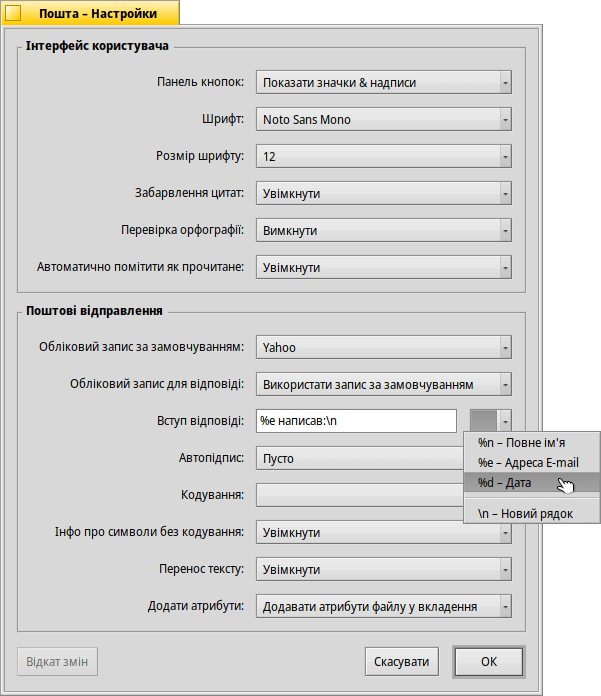 Пошта – Настройки
Інтерфейс користувача
Панель кнопок: Показати значки & надписи
Шрифт: Noto Sans Mono
Розмір шрифту: 12
Забарвлення цитат: Увімкнути
Перевірка орфографії: Вимкнути
Автоматично помітити як прочитане: Увімкнути
Поштові відправлення
Обліковий запис за замовчуванням: Yahoo
Обліковий запис для відповіді: Використати запис за замовчуванням
Вступ відповіді: %e написав:\n
%n – Повне ім'я
%e – Адреса E-mail
%d – Дата
\n – Новий рядок
Автопідпис: Пусто
Кодування:
Інфо про символи без кодування: Увімкнути
Перенос тексту: Увімкнути
Додати атрибути: Додавати атрибути файлу у вкладення
Відкат змін Скасувати OK